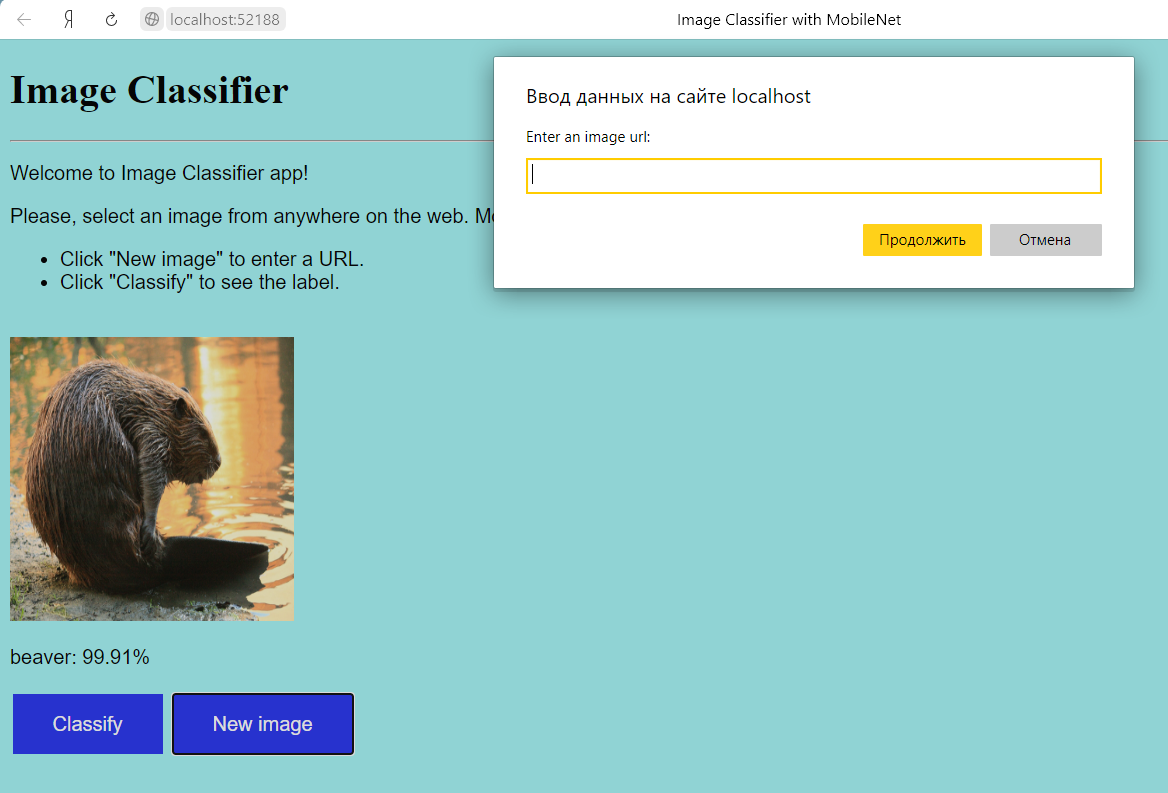 localhost:52188
Image Classifier with MobileNet
Image Classifier
Ввод данных на сайте localhost
Enter an image url:
Продолжить
Отмена
Welcome to Image Classifier app!
Please, select an image from anywhere on the web.
Click "New image" to enter a URL.
Click "Classify" to see the label.
beaver: 99.91%
Classify
New image